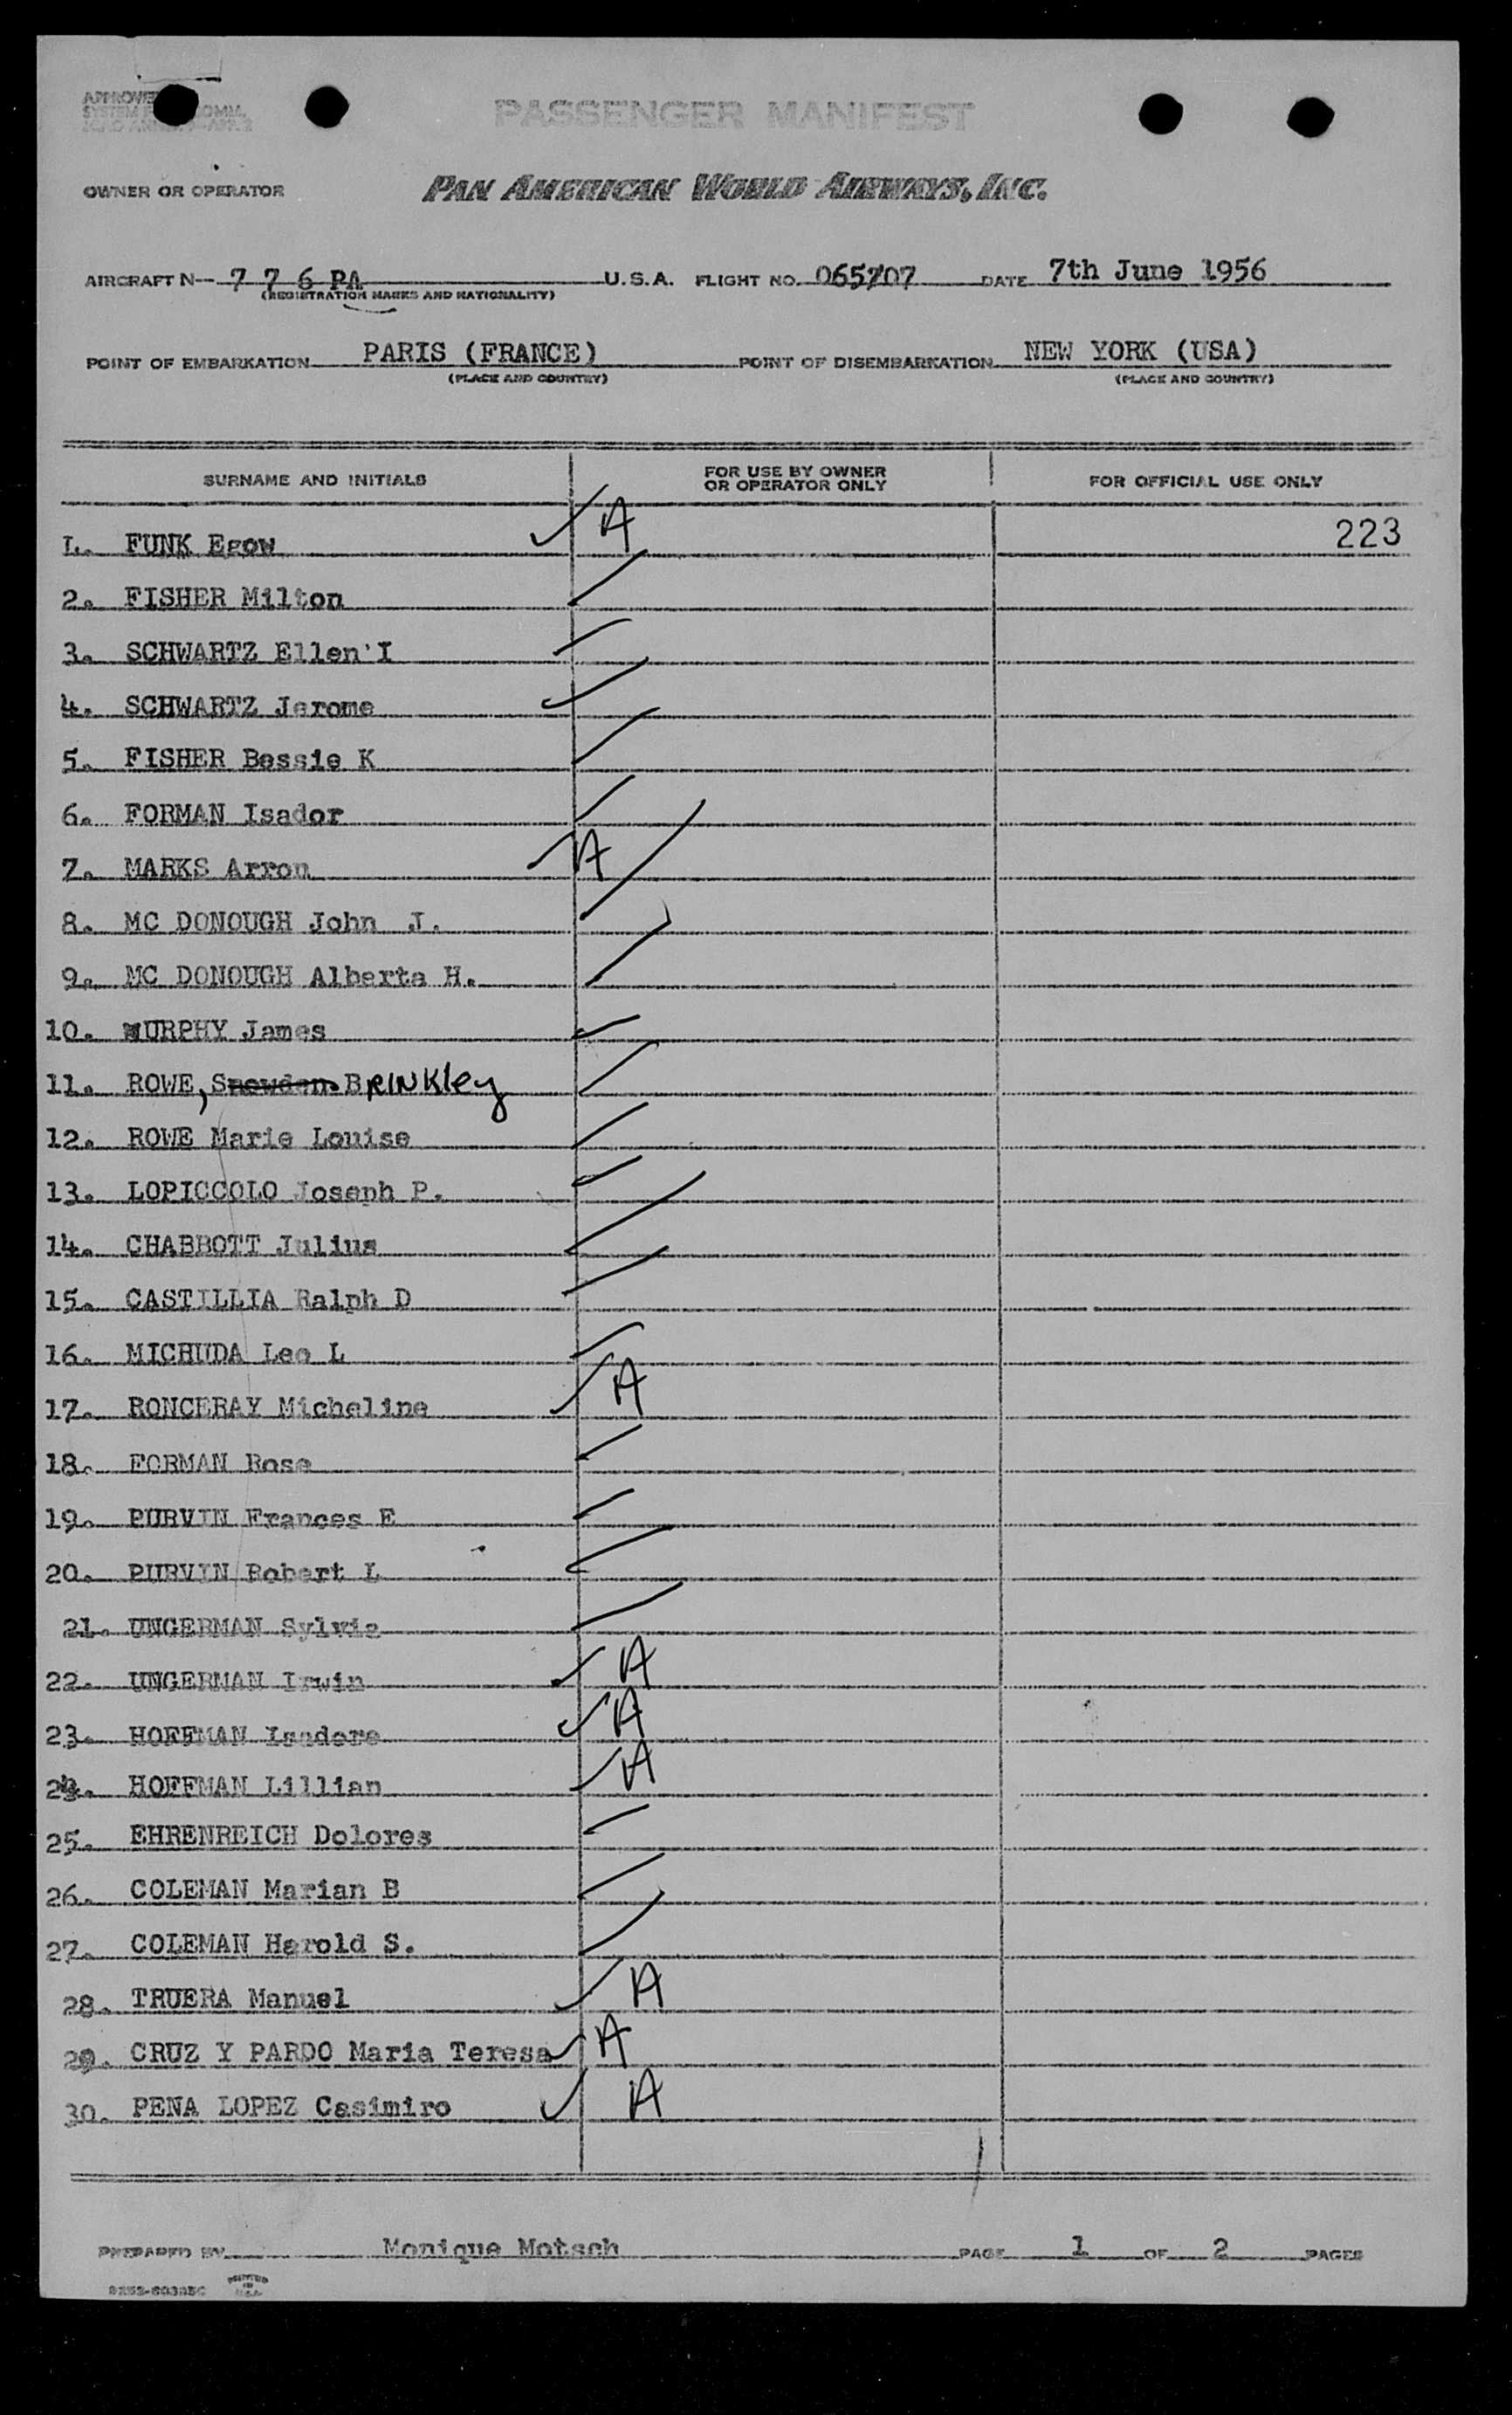 APPROVED
PASSENGER MANIFEST
OWNER OR OPERATOR PAN AMERICAN WORLD AIRWAYS, INC.
AIRCRAFT N- 7 7 6 PA U.S.A. FLIGHT NO. 065/07 DATE 7th June 1956
(REGISTRATION MARKS AND NATIONALITY)
POINT OF EMBARKATION PARIS (FRANCE) POINT OF DISEMBARKATION NEW YORK (USA)
(PLACE AND COUNTRY) (PLACE AND COUNTRY)
SURNAME AND INITIALS FOR USE BY OWNER OR OPERATOR ONLY FOR OFFICIAL USE ONLY
1. FUNK Egow A 223
2. FISHER Milton
3. SCHWARTZ Ellen I
4. SCHWARTZ Jerome
5. FISHER Bessie K
6. FORMAN Isador
7. MARKS Arron A
8. MC DONOUGH John J.
9. MC DONOUGH Alberta H.
10. MURPHY James
11. ROWE, Snowden BRINKley
12. ROWE Marie Louise
13. LOPICCOLO Joseph P.
14. CHABBOTT Julius
15. CASTILLIA Ralph D
16. MICHUDA Leo L
17. RONCERAY Micheline A
18. FORMAN Rose
19. PURVIN Frances E
20. PURVIN Robert L
21. UNGERMAN Sylvia
22. UNGERMAN Irwin A
23. HOFFMAN Isadore A
24. HOFFMAN Lillian A
25. EHRENREICH Dolores
26. COLEMAN Marian B
27. COLEMAN Harold S.
28. TRUERA Manuel A
29. CRUZ Y PARDO Maria Teresa A
30. PENA LOPEZ Casimiro A
PREPARED BY Monique Motsch PAGE 1 OF 2 PAGES
PRINTED IN U.S.A.